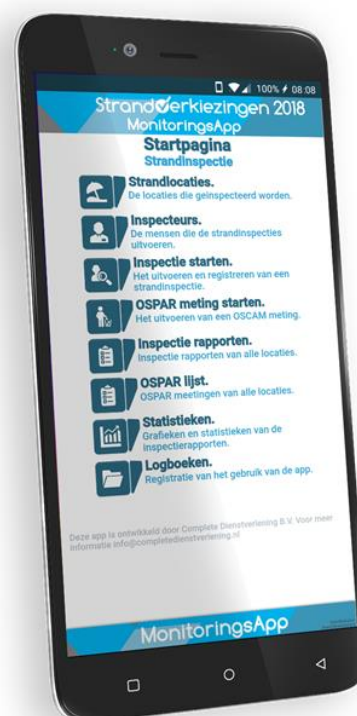 100% 08:08
Strandverkiezingen 2018
MonitoringsApp
Startpagina
Strandinspectie
Strandlocaties.
De locaties die geinspecteerd worden.
Inspecteurs.
De mensen die de strandinspecties
uitvoeren.
Inspectie starten.
Het uitvoeren en registreren van een
strandinspectie.
OSPAR meting starten.
Het uitvoeren van een OSCAM meting.
Inspectie rapporten.
Inspectie rapporten van alle locaties.
OSPAR lijst.
OSPAR meetingen van alle locaties.
Statistieken.
Grafieken en statistieken van de
inspectierapporten.
Logboeken.
Registratie van het gebruik van de app.
Deze app is ontwikkeld door Complete Dienstverlening B.V. Voor meer
informatie info@completedienstverlening.nl
MonitoringsApp